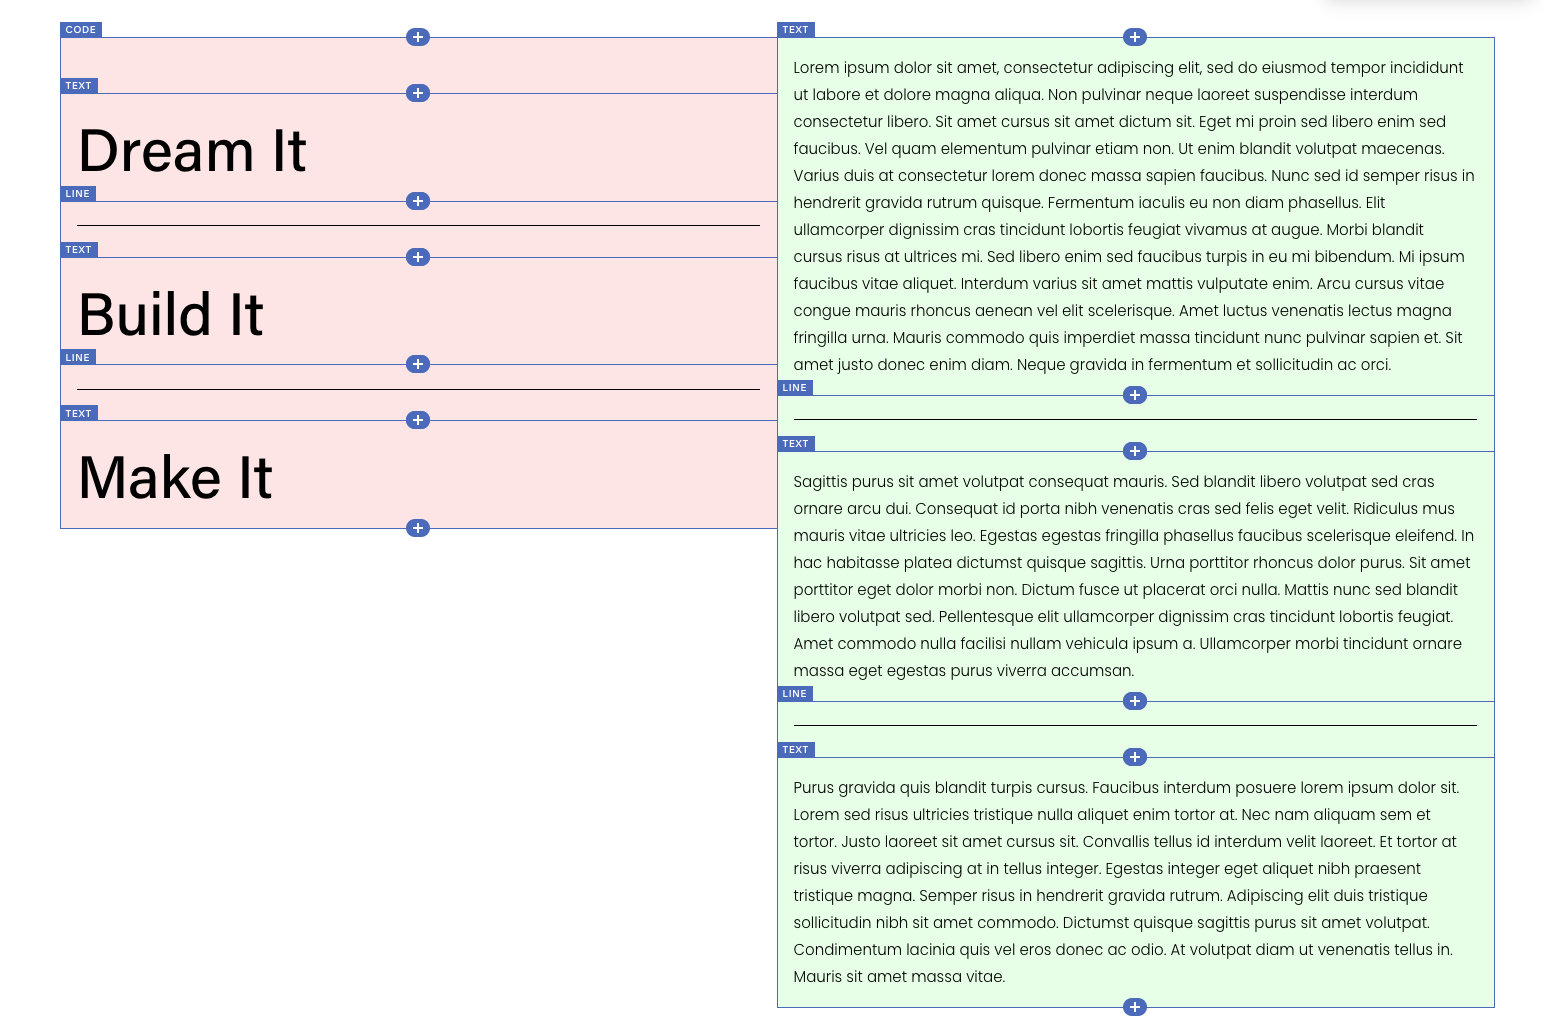 CODE
TEXT
Dream It
LINE
TEXT
Build It
LINE
TEXT
Make It
TEXT
Lorem ipsum dolor sit amet, consectetur adipiscing elit, sed do eiusmod tempor incididunt
ut labore et dolore magna aliqua. Non pulvinar neque laoreet suspendisse interdum
consectetur libero. Sit amet cursus sit amet dictum sit. Eget mi proin sed libero enim sed
faucibus. Vel quam elementum pulvinar etiam non. Ut enim blandit volutpat maecenas.
Varius duis at consectetur lorem donec massa sapien faucibus. Nunc sed id semper risus in
hendrerit gravida rutrum quisque. Fermentum iaculis eu non diam phasellus. Elit
ullamcorper dignissim cras tincidunt lobortis feugiat vivamus at augue. Morbi blandit
cursus risus at ultrices mi. Sed libero enim sed faucibus turpis in eu mi bibendum. Mi ipsum
faucibus vitae aliquet. Interdum varius sit amet mattis vulputate enim. Arcu cursus vitae
congue mauris rhoncus aenean vel elit scelerisque. Amet luctus venenatis lectus magna
fringilla urna. Mauris commodo quis imperdiet massa tincidunt nunc pulvinar sapien et. Sit
amet justo donec enim diam. Neque gravida in fermentum et sollicitudin ac orci.
LINE
TEXT
Sagittis purus sit amet volutpat consequat mauris. Sed blandit libero volutpat sed cras
ornare arcu dui. Consequat id porta nibh venenatis cras sed felis eget velit. Ridiculus mus
mauris vitae ultricies leo. Egestas egestas fringilla phasellus faucibus scelerisque eleifend. In
hac habitasse platea dictumst quisque sagittis. Urna porttitor rhoncus dolor purus. Sit amet
porttitor eget dolor morbi non. Dictum fusce ut placerat orci nulla. Mattis nunc sed blandit
libero volutpat sed. Pellentesque elit ullamcorper dignissim cras tincidunt lobortis feugiat.
Amet commodo nulla facilisi nullam vehicula ipsum a. Ullamcorper morbi tincidunt ornare
massa eget egestas purus viverra accumsan.
LINE
TEXT
Purus gravida quis blandit turpis cursus. Faucibus interdum posuere lorem ipsum dolor sit.
Lorem sed risus ultricies tristique nulla aliquet enim tortor at. Nec nam aliquam sem et
tortor. Justo laoreet sit amet cursus sit. Convallis tellus id interdum velit laoreet. Et tortor at
risus viverra adipiscing at in tellus integer. Egestas integer eget aliquet nibh praesent
tristique magna. Semper risus in hendrerit gravida rutrum. Adipiscing elit duis tristique
sollicitudin nibh sit amet commodo. Dictumst quisque sagittis purus sit amet volutpat.
Condimentum lacinia quis vel eros donec ac odio. At volutpat diam ut venenatis tellus in.
Mauris sit amet massa vitae.